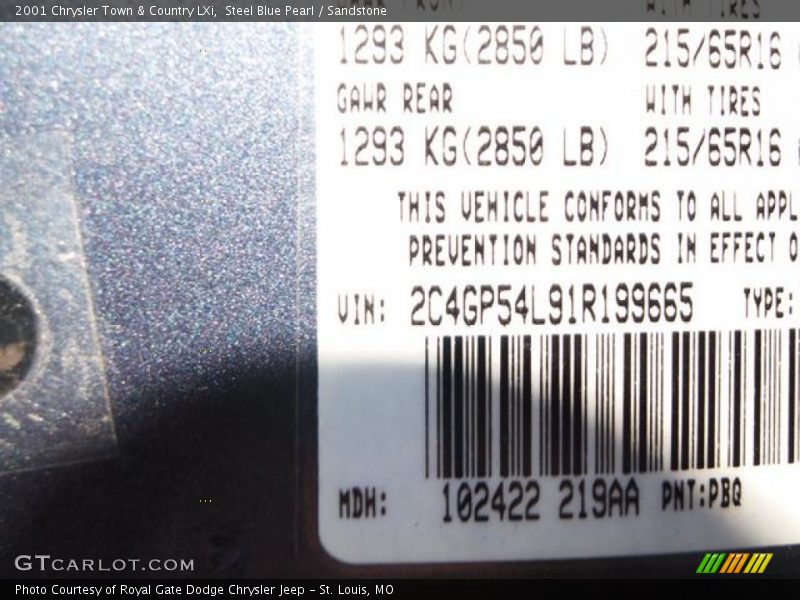 2001 Chrysler Town & Country LXi, Steel Blue Pearl / Sandstone
1293 KG(2850 LB) 215/65R16
GAWR REAR WITH TIRES
1293 KG(2850 LB) 215/65R16
THIS VEHICLE CONFORMS TO ALL APPL
PREVENTION STANDARDS IN EFFECT O
VIN: 2C4GP54L91R199665 TYPE:
MDH: 102422 219AA PNT:PBQ
GTCARLOT.COM
Photo Courtesy of Royal Gate Dodge Chrysler Jeep - St. Louis, MO